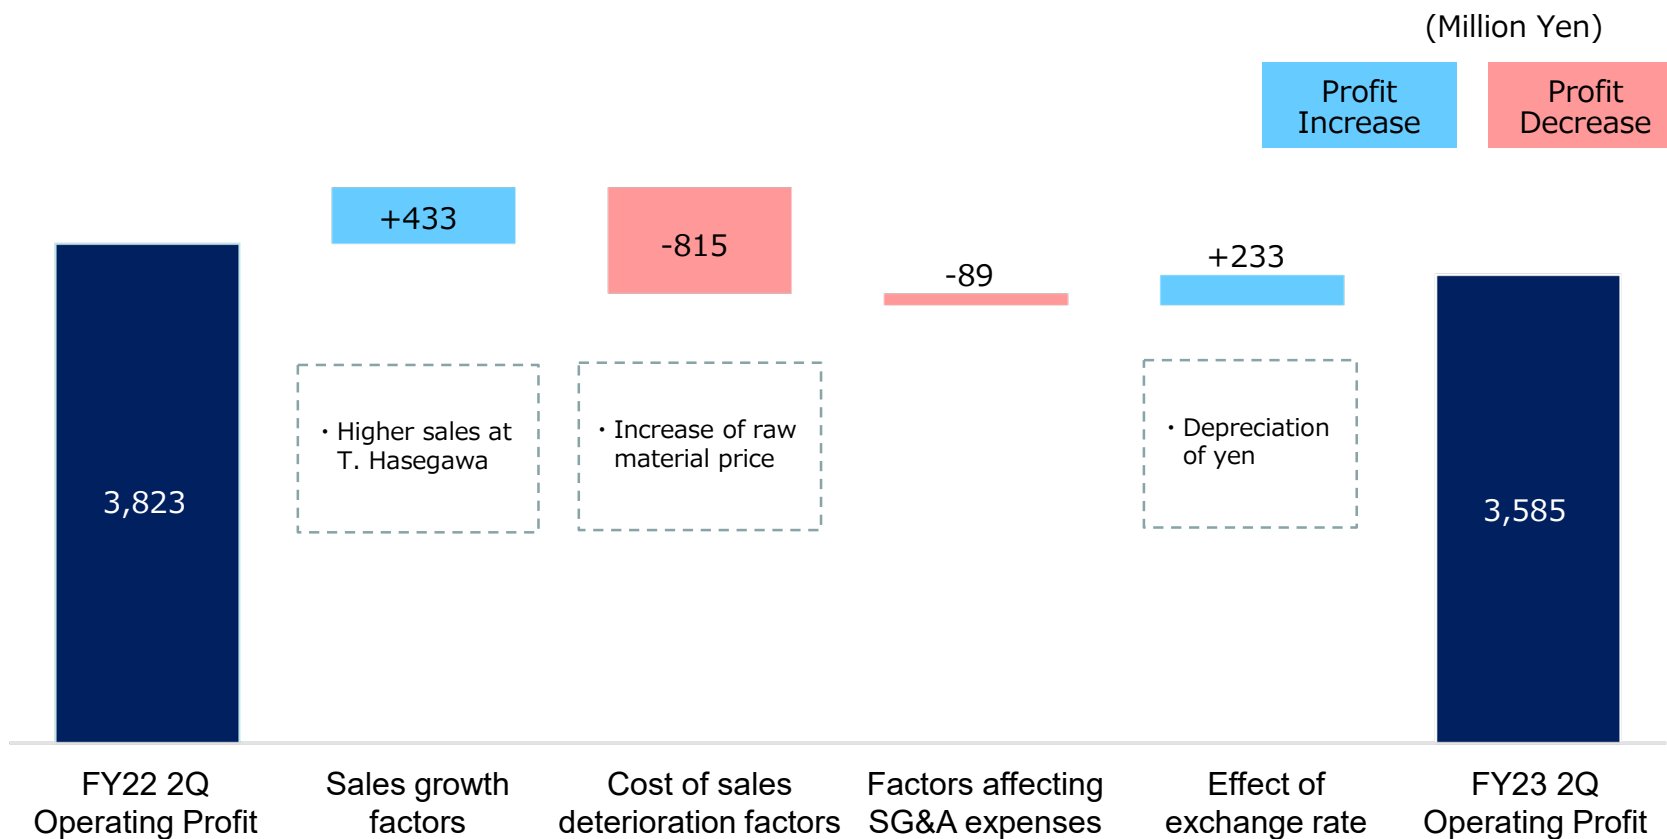 (Million Yen)
Profit
Increase
Profit
Decrease
+433
-815
-89
+233
・Higher sales at
T. Hasegawa
・Increase of raw
material price
・Depreciation
of yen
3,823
3,585
FY22 2Q
Operating Profit
Sales growth
factors
Cost of sales
deterioration factors
Factors affecting
SG&A expenses
Effect of
exchange rate
FY23 2Q
Operating Profit